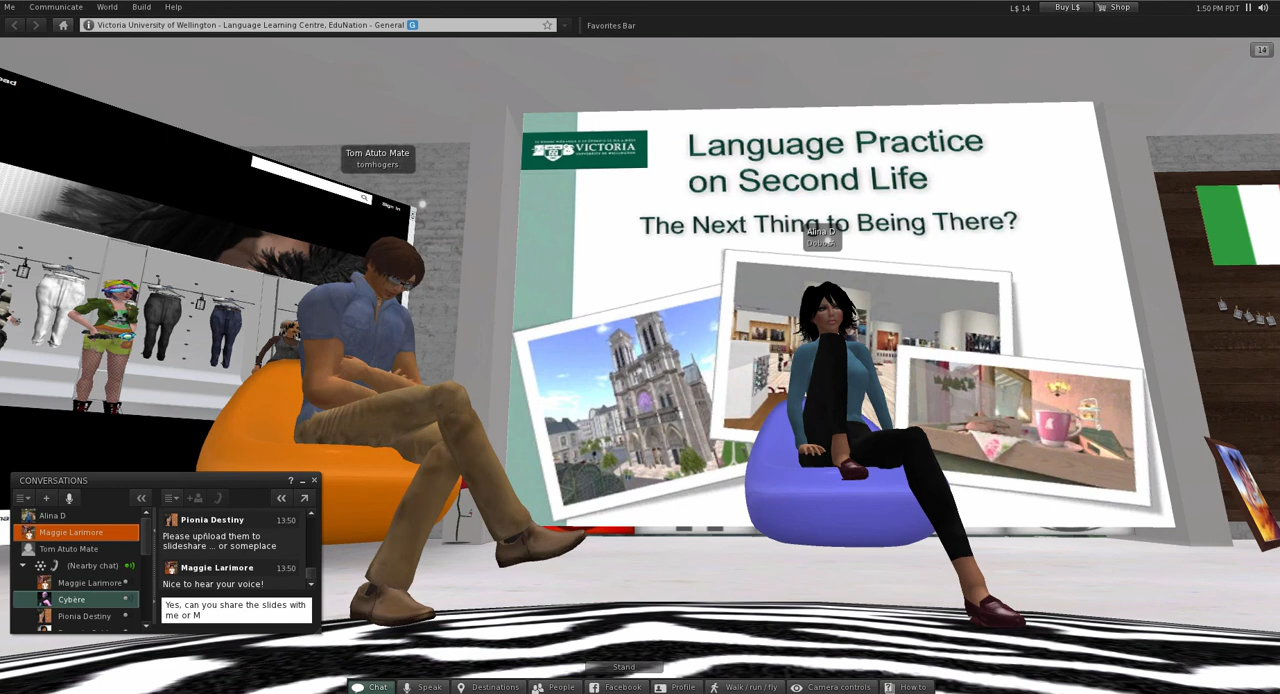 Me Communicate World Build Help
L$ 14 Buy L$ Shop 1:50 PM PDT
Victoria University of Wellington - Language Learning Centre, EduNation - General G
Favorites Bar
14
Tom Atuto Mate
tomhogers
Sign in
VICTORIA
Language Practice
on Second Life
The Next Thing to Being There?
Alina D
CONVERSATIONS
Alina D
Maggie Larimore
Tom Atuto Mate
(Nearby chat)
Maggie Larimore
Cybère
Pionia Destiny
Pionia Destiny 13:50
Please upload them to
slideshare ... or someplace
Maggie Larimore 13:50
Nice to hear your voice!
Yes, can you share the slides with
me or M
Stand
Chat Speak Destinations People Facebook Profile Walk / run / fly Camera controls How to